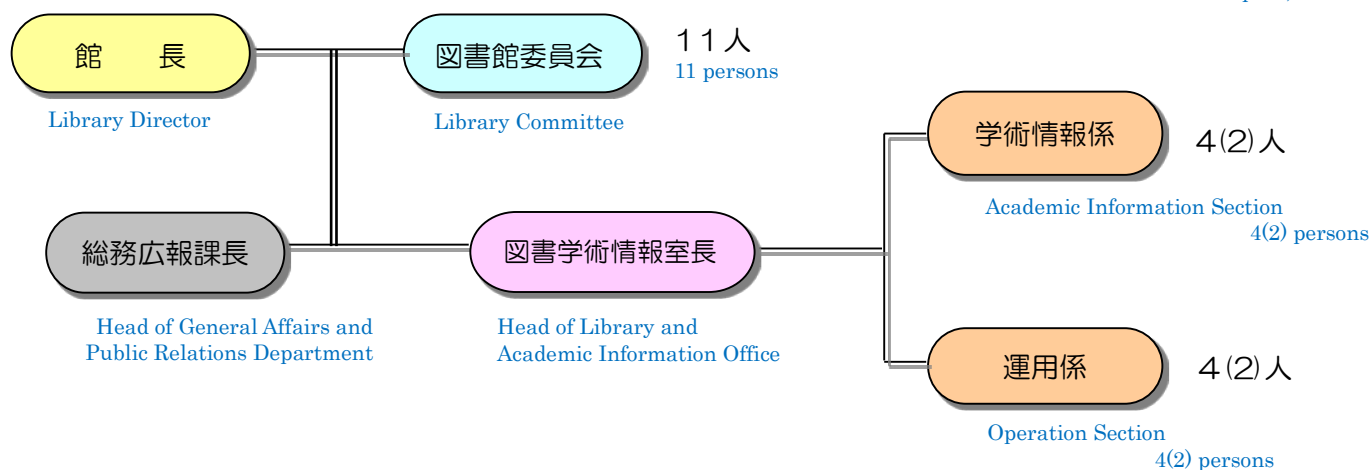 館　　長
Library Director
図書館委員会
Library Committee
11人
11 persons
総務広報課長
Head of General Affairs and
Public Relations Department
図書学術情報室長
Head of Library and
Academic Information Office
学術情報係
4(2)人
Academic Information Section
4(2) persons
運用係
4(2)人
Operation Section
4(2) persons